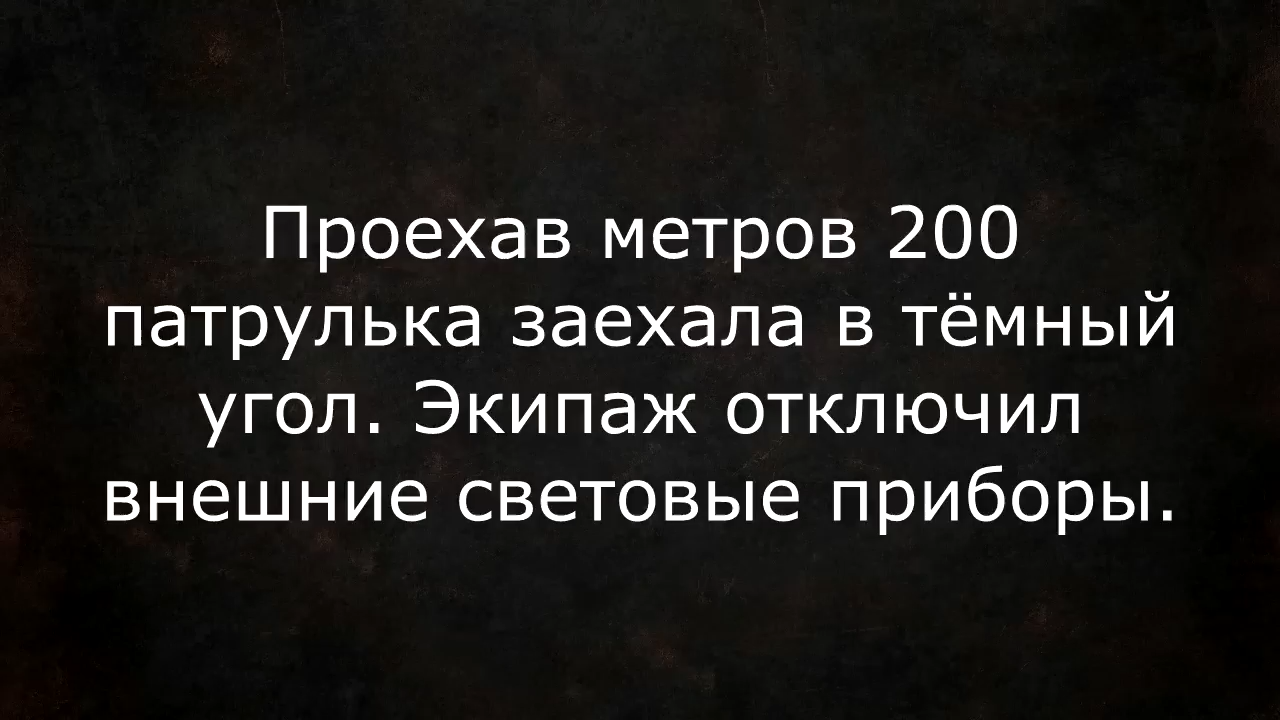 Проехав метров 200
патрулька заехала в тёмный
угол. Экипаж отключил
внешние световые приборы.